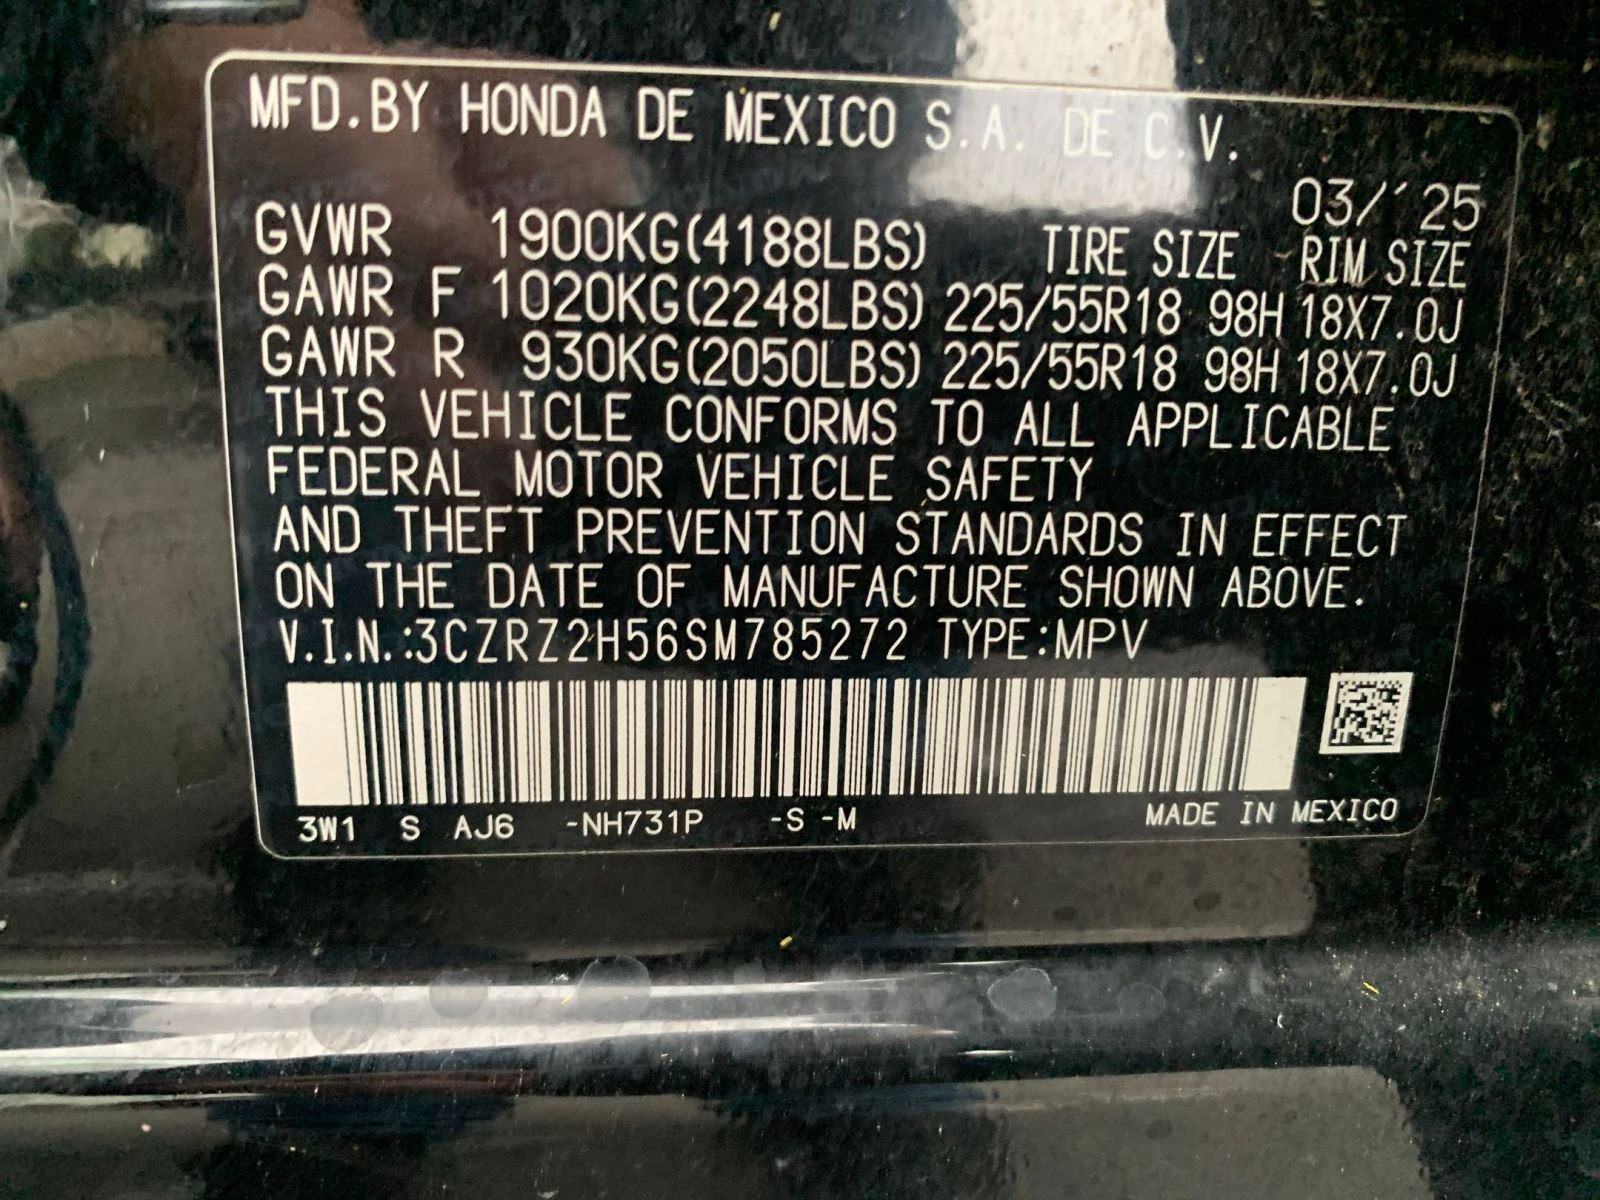 MFD.BY HONDA DE MEXICO S.A. DE C.V.
03/'25
GVWR 1900KG(4188LBS) TIRE SIZE RIM SIZE
GAWR F 1020KG(2248LBS) 225/55R18 98H 18X7.0J
GAWR R 930KG(2050LBS) 225/55R18 98H 18X7.0J
THIS VEHICLE CONFORMS TO ALL APPLICABLE
FEDERAL MOTOR VEHICLE SAFETY
AND THEFT PREVENTION STANDARDS IN EFFECT
ON THE DATE OF MANUFACTURE SHOWN ABOVE.
V.I.N.:3CZRZ2H56SM785272 TYPE:MPV
3W1 S AJ6 -NH731P -S -M MADE IN MEXICO